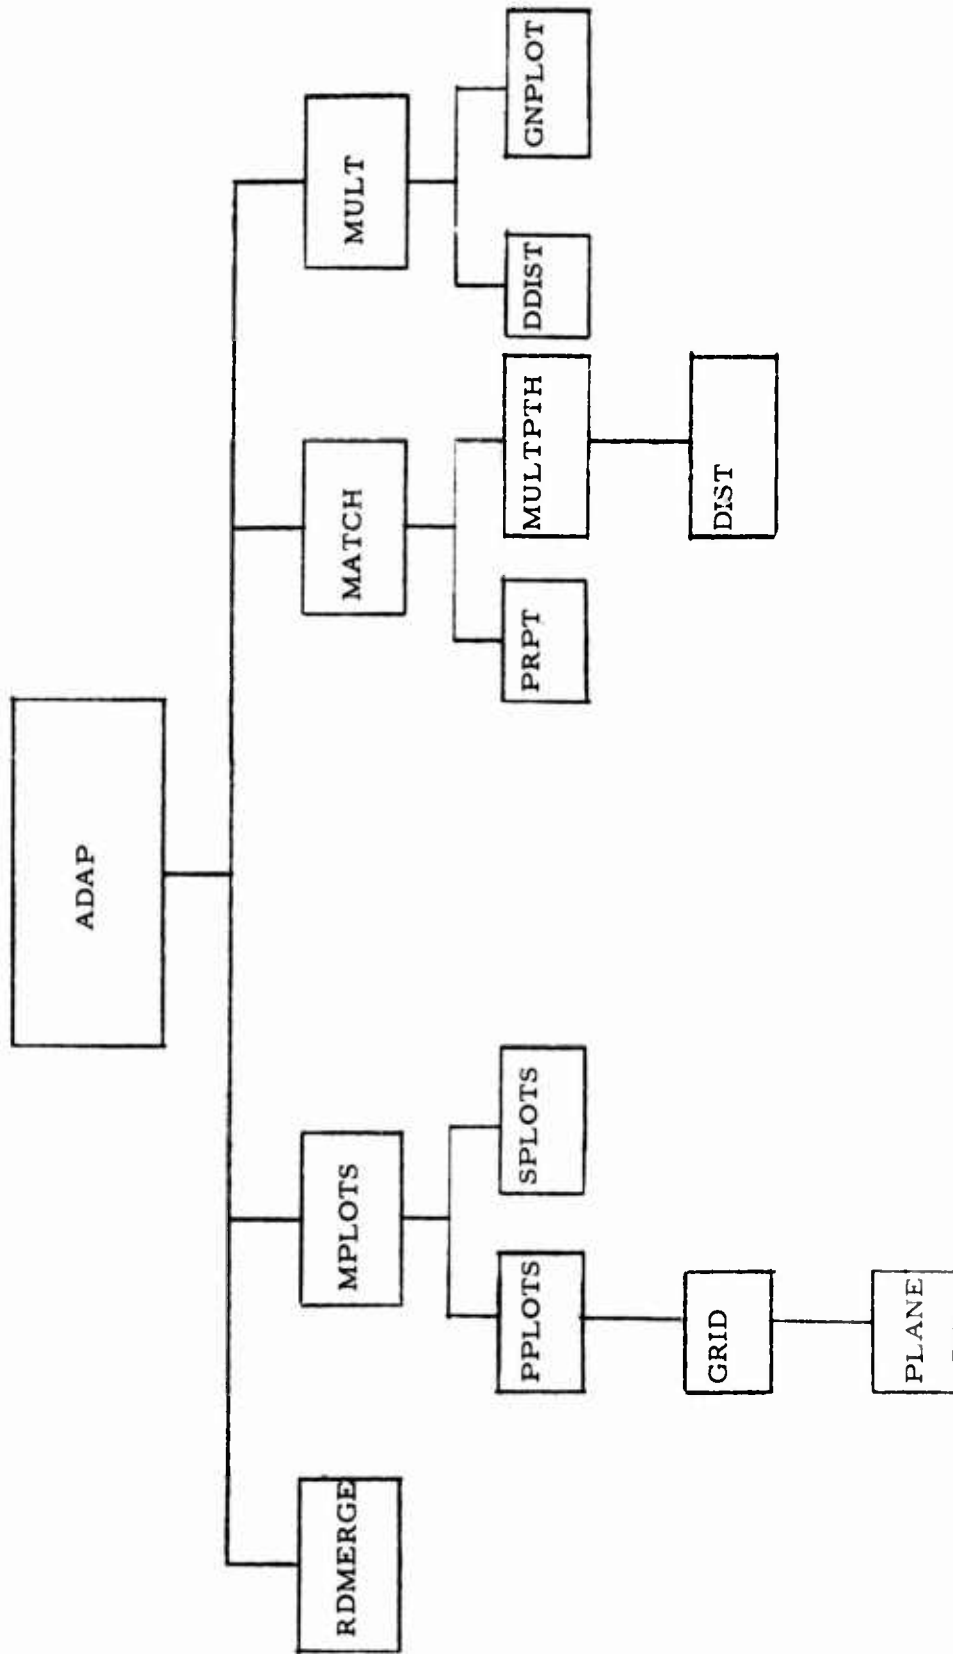 ADAP
RDMERGE
MPLOTS
MATCH
MULT
PPLOTS
SPLOTS
PRPT
MULTPTH
DDIST
GNPLOT
GRID
DIST
PLANE